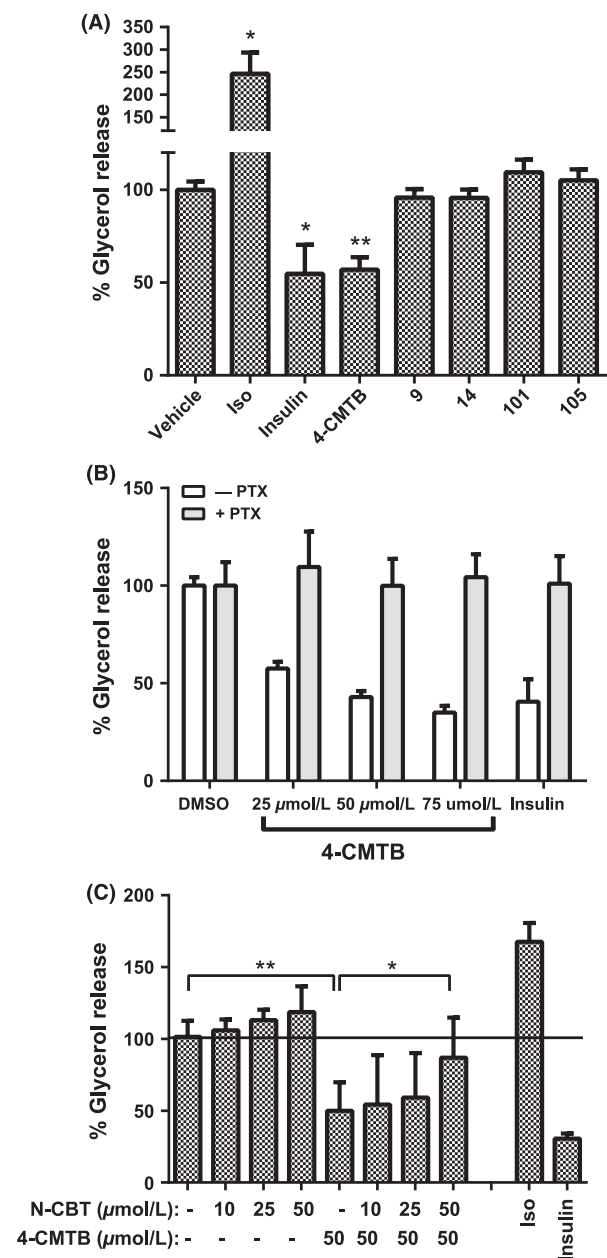 (A)
% Glycerol release
350
300
250
200
150
100
50
0
*
*
**
Vehicle
Iso
Insulin
4-CMTB
9
14
101
105
(B)
% Glycerol release
150
100
50
0
— PTX
+ PTX
DMSO 25 µmol/L 50 µmol/L 75 umol/L Insulin
4-CMTB
(C)
% Glycerol release
200
150
100
50
0
**
*
N-CBT (µmol/L): - 10 25 50 - 10 25 50
4-CMTB (µmol/L): - - - - 50 50 50 50
Iso
Insulin